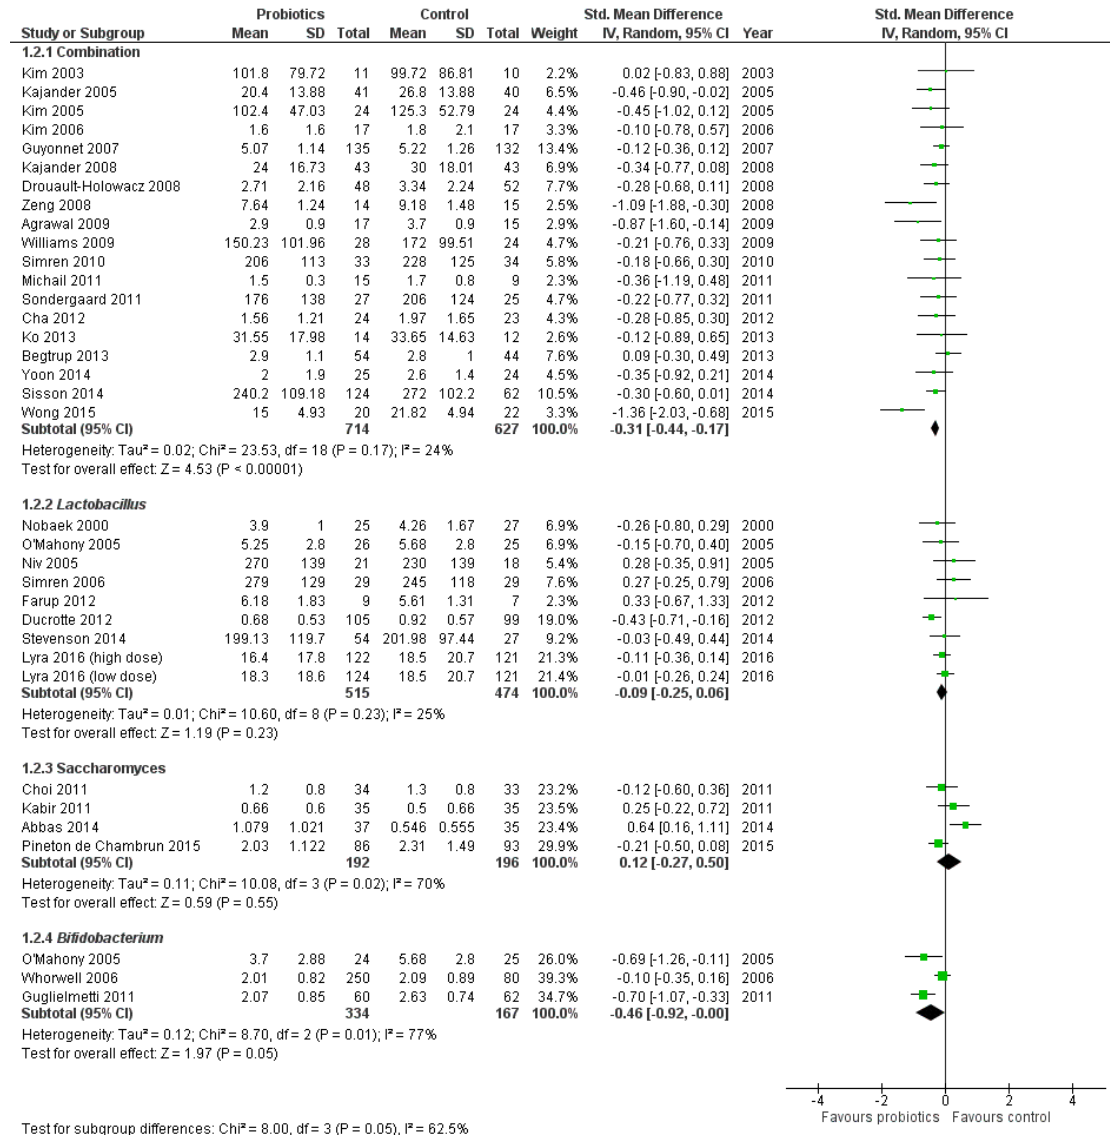 Probiotics Control Std. Mean Difference Std. Mean Difference
Study or Subgroup Mean SD Total Mean SD Total Weight IV, Random, 95% CI Year IV, Random, 95% CI
1.2.1 Combination
Kim 2003 101.8 79.72 11 99.72 86.81 10 2.2% 0.02 [-0.83, 0.88] 2003
Kajander 2005 20.4 13.88 41 26.8 13.88 40 6.5% -0.46 [-0.90, -0.02] 2005
Kim 2005 102.4 47.03 24 125.3 52.79 24 4.4% -0.45 [-1.02, 0.12] 2005
Kim 2006 1.6 1.6 17 1.8 2.1 17 3.3% -0.10 [-0.78, 0.57] 2006
Guyonnet 2007 5.07 1.14 135 5.22 1.26 132 13.4% -0.12 [-0.36, 0.12] 2007
Kajander 2008 24 16.73 43 30 18.01 43 6.9% -0.34 [-0.77, 0.08] 2008
Drouault-Holowacz 2008 2.71 2.16 48 3.34 2.24 52 7.7% -0.28 [-0.68, 0.11] 2008
Zeng 2008 7.64 1.24 14 9.18 1.48 15 2.5% -1.09 [-1.88, -0.30] 2008
Agrawal 2009 2.9 0.9 17 3.7 0.9 15 2.9% -0.87 [-1.60, -0.14] 2009
Williams 2009 150.23 101.96 28 172 99.51 24 4.7% -0.21 [-0.76, 0.33] 2009
Simren 2010 206 113 33 228 125 34 5.8% -0.18 [-0.66, 0.30] 2010
Michail 2011 1.5 0.3 15 1.7 0.8 9 2.3% -0.36 [-1.19, 0.48] 2011
Sondergaard 2011 176 138 27 206 124 25 4.7% -0.22 [-0.77, 0.32] 2011
Cha 2012 1.56 1.21 24 1.97 1.65 23 4.3% -0.28 [-0.85, 0.30] 2012
Ko 2013 31.55 17.98 14 33.65 14.63 12 2.6% -0.12 [-0.89, 0.65] 2013
Begtrup 2013 2.9 1.1 54 2.8 1 44 7.6% 0.09 [-0.30, 0.49] 2013
Yoon 2014 2 1.9 25 2.6 1.4 24 4.4% -0.35 [-0.92, 0.21] 2014
Sisson 2014 240.2 109.18 124 272 102.2 62 10.5% -0.30 [-0.60, 0.01] 2014
Wong 2015 15 4.93 20 21.82 4.94 22 3.3% -1.36 [-2.03, -0.68] 2015
Subtotal (95% CI) 714 627 100.0% -0.31 [-0.44, -0.17]
Heterogeneity: Tau² = 0.02; Chi² = 23.53, df = 18 (P = 0.17); I² = 24%
Test for overall effect: Z = 4.53 (P < 0.00001)
1.2.2 Lactobacillus
Nobaek 2000 3.9 1 25 4.26 1.67 27 6.9% -0.26 [-0.80, 0.29] 2000
O'Mahony 2005 5.25 2.8 26 5.68 2.8 25 6.8% -0.15 [-0.70, 0.40] 2005
Niv 2005 270 139 21 230 139 18 5.4% 0.28 [-0.35, 0.91] 2005
Simren 2006 279 129 29 245 118 29 7.6% 0.27 [-0.25, 0.79] 2006
Farup 2012 6.18 1.83 9 5.61 1.31 7 2.3% 0.33 [-0.67, 1.33] 2012
Ducrotte 2012 0.68 0.53 105 0.92 0.57 99 19.0% -0.43 [-0.71, -0.16] 2012
Stevenson 2014 199.13 119.7 54 201.98 97.44 27 9.2% -0.03 [-0.49, 0.44] 2014
Lyra 2016 (high dose) 16.4 17.8 122 18.5 20.7 121 21.3% -0.11 [-0.36, 0.14] 2016
Lyra 2016 (low dose) 18.3 18.6 124 18.5 20.7 121 21.4% -0.01 [-0.26, 0.24] 2016
Subtotal (95% CI) 515 474 100.0% -0.09 [-0.25, 0.06]
Heterogeneity: Tau² = 0.01; Chi² = 10.60, df = 8 (P = 0.23); I² = 25%
Test for overall effect: Z = 1.19 (P = 0.23)
1.2.3 Saccharomyces
Choi 2011 1.2 0.8 34 1.3 0.8 33 23.2% -0.12 [-0.60, 0.36] 2011
Kabir 2011 0.66 0.6 35 0.5 0.66 35 23.5% 0.25 [-0.22, 0.72] 2011
Abbas 2014 1.079 1.021 37 0.546 0.555 35 23.4% 0.64 [0.16, 1.11] 2014
Pineton de Chambrun 2015 2.03 1.122 86 2.31 1.49 93 29.9% -0.21 [-0.50, 0.08] 2015
Subtotal (95% CI) 192 196 100.0% 0.12 [-0.27, 0.50]
Heterogeneity: Tau² = 0.11; Chi² = 10.08, df = 3 (P = 0.02); I² = 70%
Test for overall effect: Z = 0.59 (P = 0.55)
1.2.4 Bifidobacterium
O'Mahony 2005 3.7 2.88 24 5.68 2.8 25 26.0% -0.69 [-1.26, -0.11] 2005
Whorwell 2006 2.01 0.82 250 2.09 0.89 80 39.3% -0.10 [-0.35, 0.16] 2006
Guglielmetti 2011 2.07 0.85 60 2.63 0.74 62 34.7% -0.70 [-1.07, -0.33] 2011
Subtotal (95% CI) 334 167 100.0% -0.46 [-0.92, -0.00]
Heterogeneity: Tau² = 0.12; Chi² = 8.70, df = 2 (P = 0.01); I² = 77%
Test for overall effect: Z = 1.97 (P = 0.05)
-4 -2 0 2 4
Favours probiotics Favours control
Test for subgroup differences: Chi² = 8.00, df = 3 (P = 0.05), I² = 62.5%